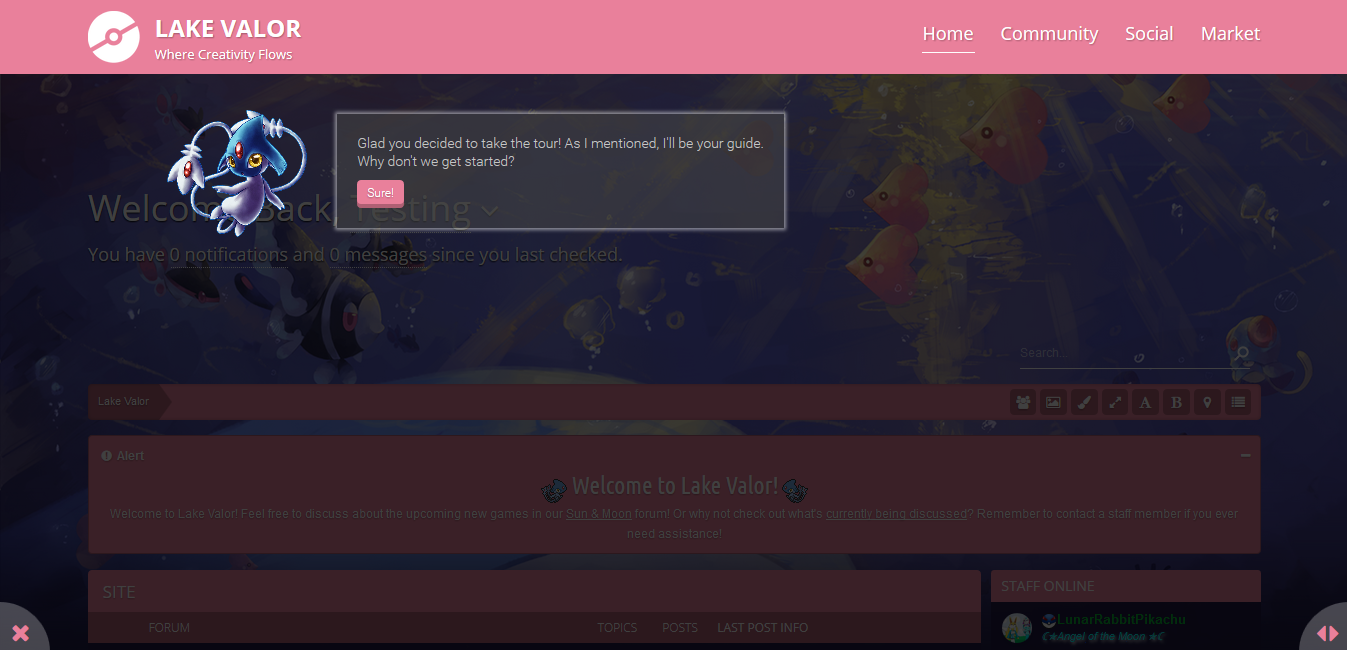 LAKE VALOR
Where Creativity Flows
Home Community Social Market
Glad you decided to take the tour! As I mentioned, I'll be your guide.
Why don't we get started?
Sure!
Welcome Back, Testing
You have 0 notifications and 0 messages since you last checked.
Search...
Lake Valor
Alert
Welcome to Lake Valor!
Welcome to Lake Valor! Feel free to discuss about the upcoming new games in our Sun & Moon forum! Or why not check out what's currently being discussed? Remember to contact a staff member if you ever
need assistance!
SITE
STAFF ONLINE
FORUM TOPICS POSTS LAST POST INFO
LunarRabbitPikachu
☾★Angel of the Moon ★☾